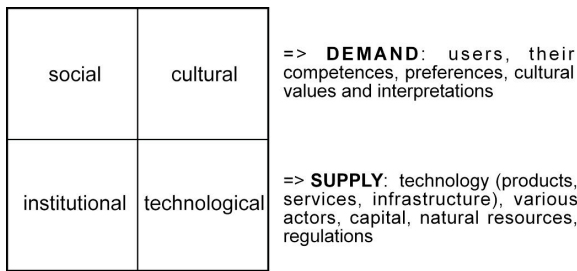 social
cultural
=> DEMAND: users, their
competences, preferences, cultural
values and interpretations
institutional
technological
=> SUPPLY: technology (products,
services, infrastructure), various
actors, capital, natural resources,
regulations